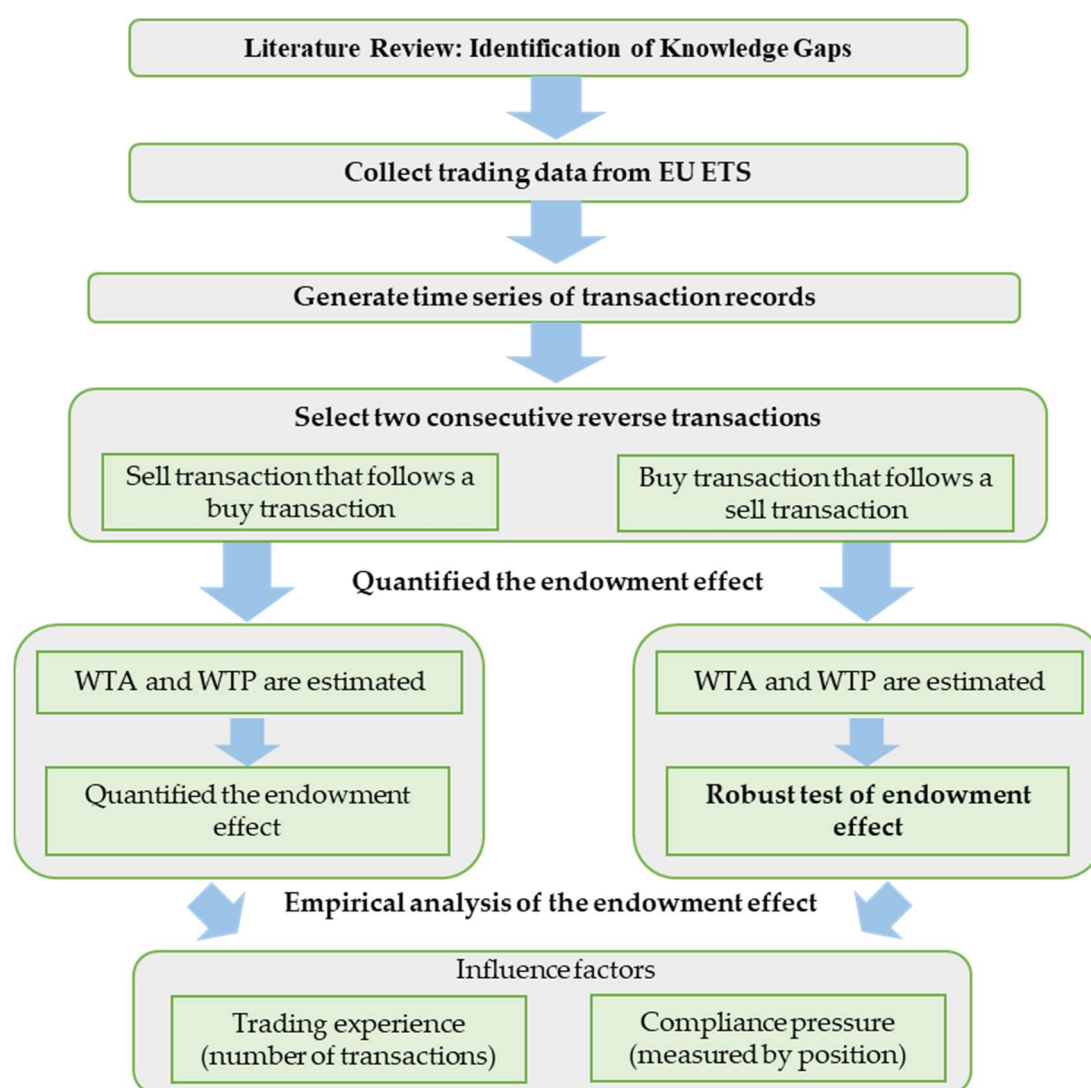 Literature Review: Identification of Knowledge Gaps
Collect trading data from EU ETS
Generate time series of transaction records
Select two consecutive reverse transactions
Sell transaction that follows a
buy transaction
Buy transaction that follows a
sell transaction
Quantified the endowment effect
WTA and WTP are estimated
Quantified the endowment
effect
WTA and WTP are estimated
Robust test of endowment
effect
Empirical analysis of the endowment effect
Influence factors
Trading experience
(number of transactions)
Compliance pressure
(measured by position)